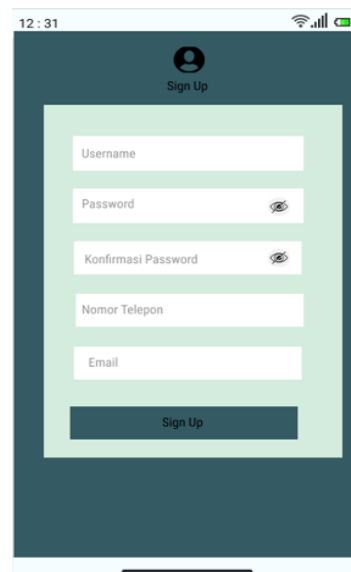 12 : 31
Sign Up
Username
Password
Konfirmasi Password
Nomor Telepon
Email
Sign Up